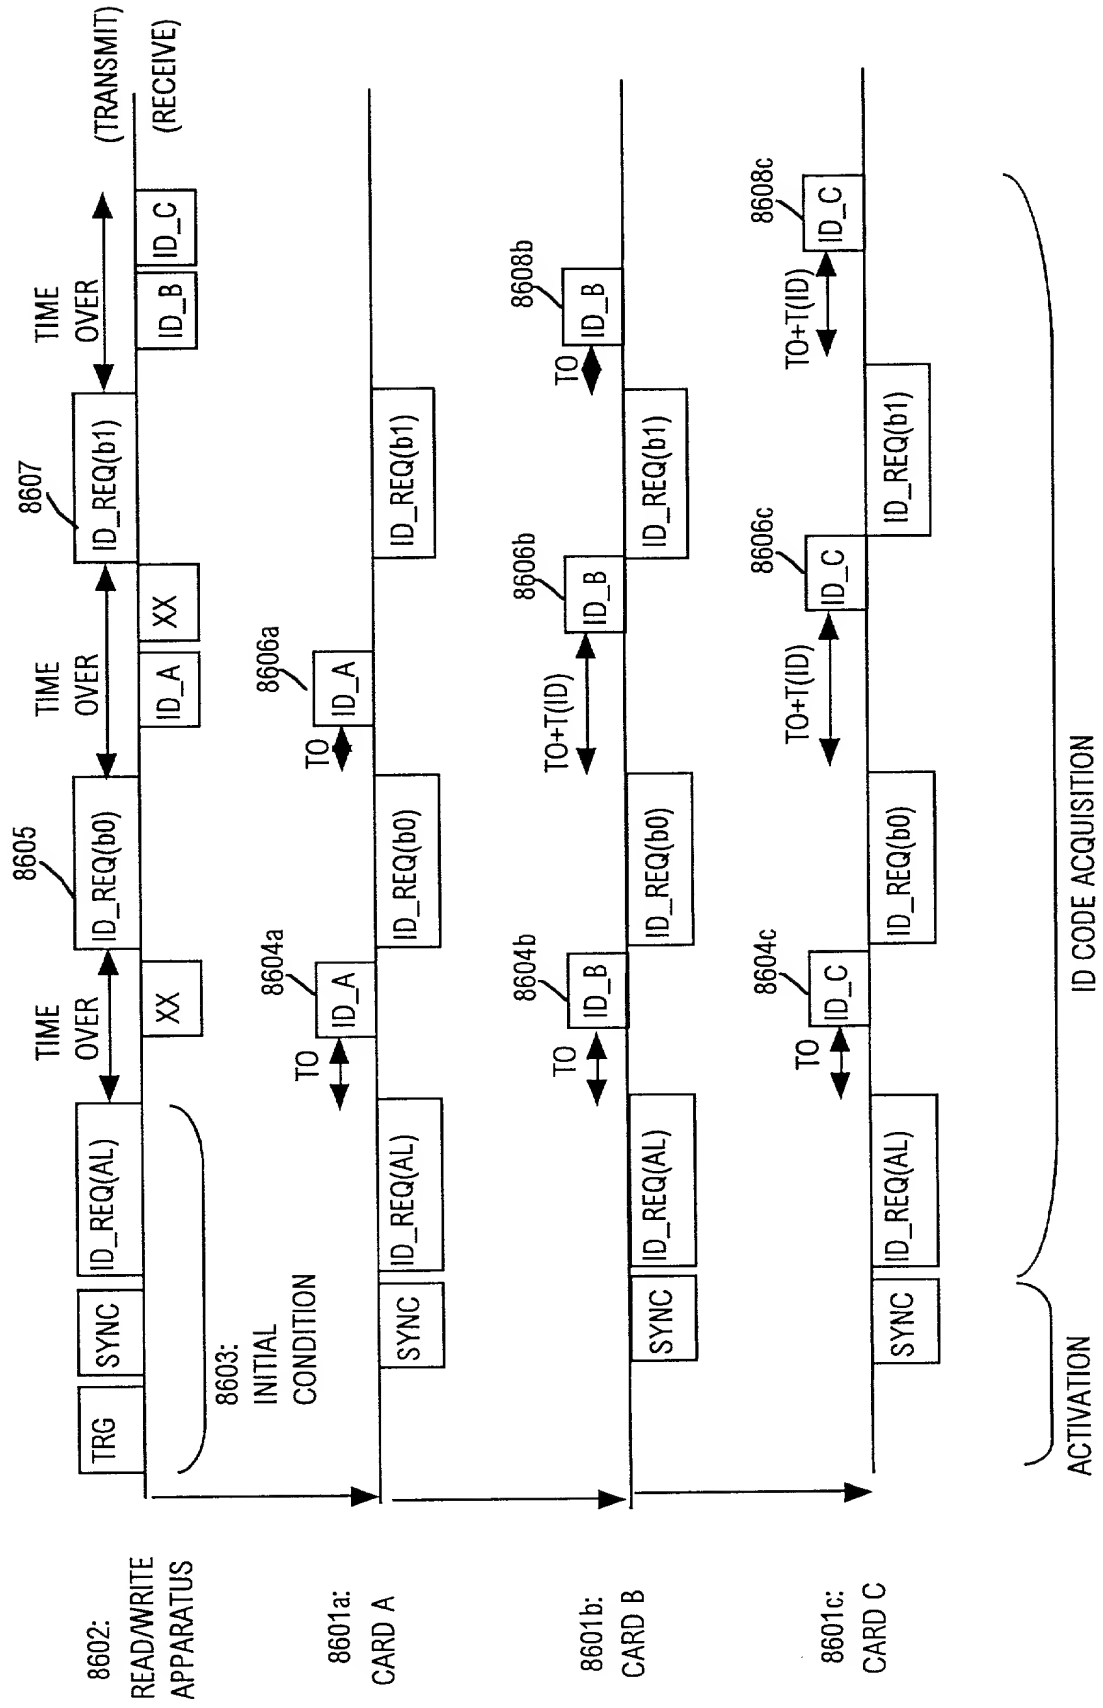 8602:
READ/WRITE
APPARATUS
TRG
SYNC
ID_REQ(AL)
TIME
OVER
XX
8605
ID_REQ(b0)
TIME
OVER
ID_A
XX
8607
ID_REQ(b1)
TIME
OVER
ID_B
ID_C
(TRANSMIT)
(RECEIVE)
8603:
INITIAL
CONDITION
8601a:
CARD A
SYNC
ID_REQ(AL)
TO
8604a
ID_A
ID_REQ(b0)
TO
8606a
ID_A
ID_REQ(b1)
8601b:
CARD B
SYNC
ID_REQ(AL)
TO
8604b
ID_B
ID_REQ(b0)
TO+T(ID)
8606b
ID_B
ID_REQ(b1)
TO
8608b
ID_B
8601c:
CARD C
SYNC
ID_REQ(AL)
TO
8604c
ID_C
ID_REQ(b0)
TO+T(ID)
8606c
ID_C
ID_REQ(b1)
TO+T(ID)
8608c
ID_C
ACTIVATION
ID CODE ACQUISITION